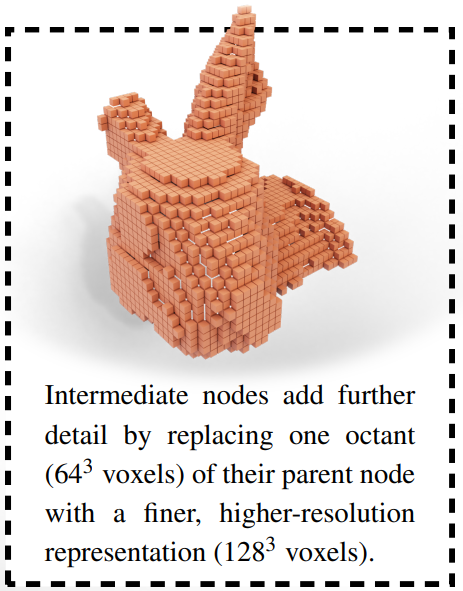 Intermediate nodes add further
detail by replacing one octant
(64³ voxels) of their parent node
with a finer, higher-resolution
representation (128³ voxels).